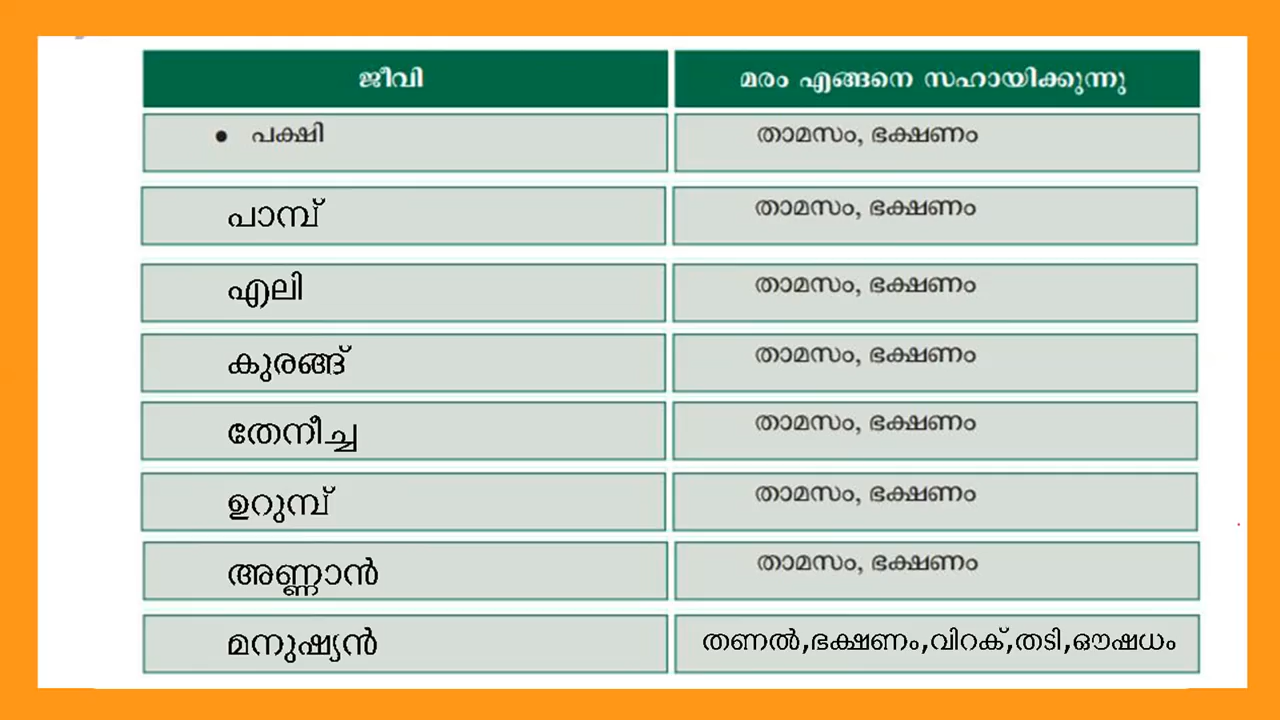 ജീവി മരം എങ്ങനെ സഹായിക്കുന്നു
• പക്ഷി താമസം, ഭക്ഷണം
പാമ്പ് താമസം, ഭക്ഷണം
എലി താമസം, ഭക്ഷണം
കുരങ്ങ് താമസം, ഭക്ഷണം
തേനീച്ച താമസം, ഭക്ഷണം
ഉറുമ്പ് താമസം, ഭക്ഷണം
അണ്ണാൻ താമസം, ഭക്ഷണം
മനുഷ്യൻ തണൽ,ഭക്ഷണം,വിറക്,തടി,ഔഷധം